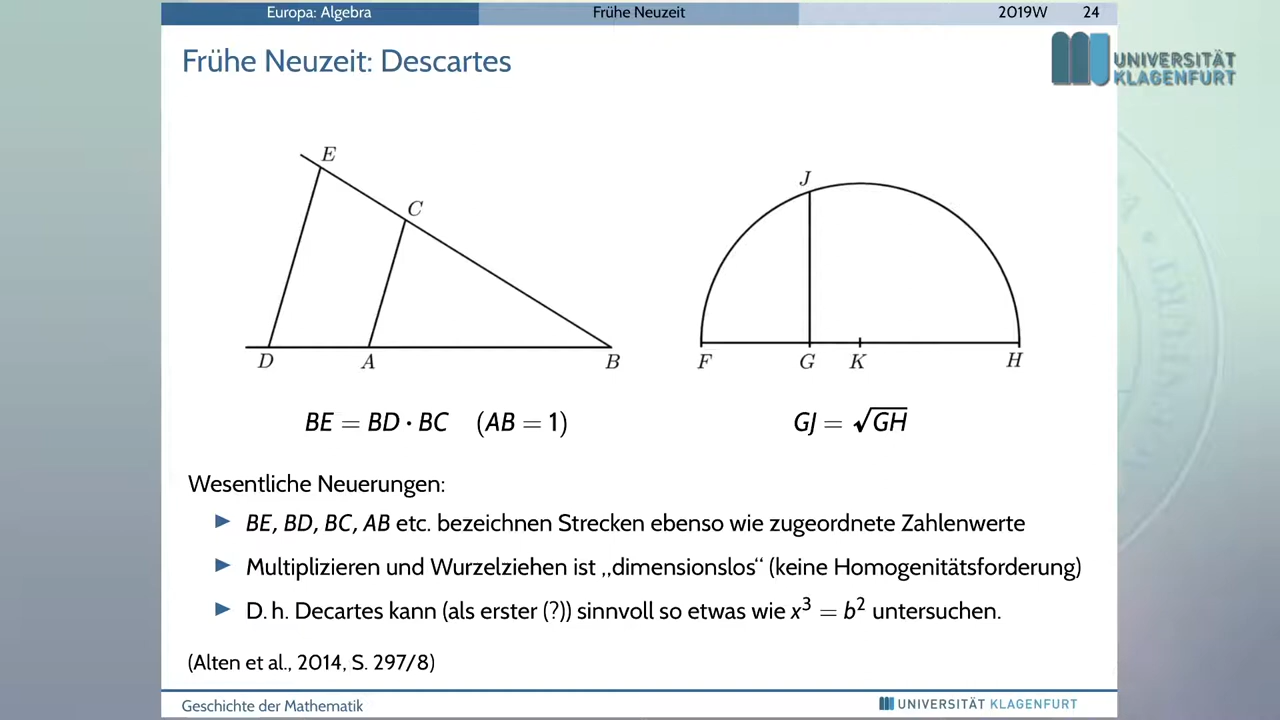 Europa: Algebra Frühe Neuzeit 2019W 24
Frühe Neuzeit: Descartes
UNIVERSITÄT
KLAGENFURT
E
C
D A B
J
F G K H
BE = BD · BC (AB = 1)
GJ = √GH
Wesentliche Neuerungen:
▶ BE, BD, BC, AB etc. bezeichnen Strecken ebenso wie zugeordnete Zahlenwerte
▶ Multiplizieren und Wurzelziehen ist „dimensionslos“ (keine Homogenitätsforderung)
▶ D. h. Decartes kann (als erster (?)) sinnvoll so etwas wie x³ = b² untersuchen.
(Alten et al., 2014, S. 297/8)
Geschichte der Mathematik UNIVERSITÄT KLAGENFURT